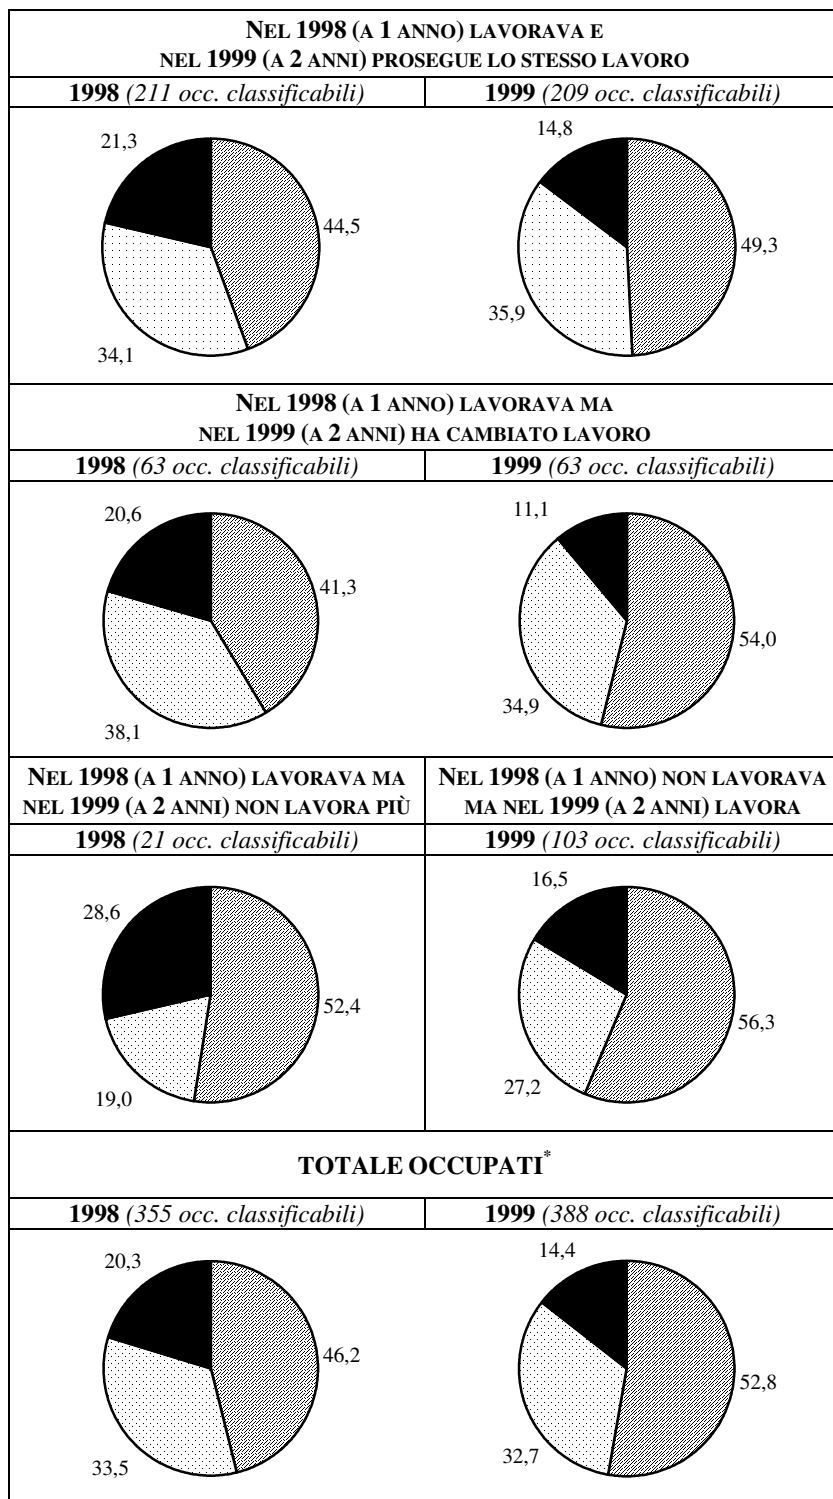 NEL 1998 (A 1 ANNO) LAVORAVA E
NEL 1999 (A 2 ANNI) PROSEGUE LO STESSO LAVORO
1998 (211 occ. classificabili)
1999 (209 occ. classificabili)
21,3
44,5
34,1
14,8
49,3
35,9
NEL 1998 (A 1 ANNO) LAVORAVA MA
NEL 1999 (A 2 ANNI) HA CAMBIATO LAVORO
1998 (63 occ. classificabili)
1999 (63 occ. classificabili)
20,6
41,3
38,1
11,1
54,0
34,9
NEL 1998 (A 1 ANNO) LAVORAVA MA
NEL 1999 (A 2 ANNI) NON LAVORA PIÙ
NEL 1998 (A 1 ANNO) NON LAVORAVA
MA NEL 1999 (A 2 ANNI) LAVORA
1998 (21 occ. classificabili)
1999 (103 occ. classificabili)
28,6
52,4
19,0
16,5
56,3
27,2
TOTALE OCCUPATI*
1998 (355 occ. classificabili)
1999 (388 occ. classificabili)
20,3
46,2
33,5
14,4
52,8
32,7